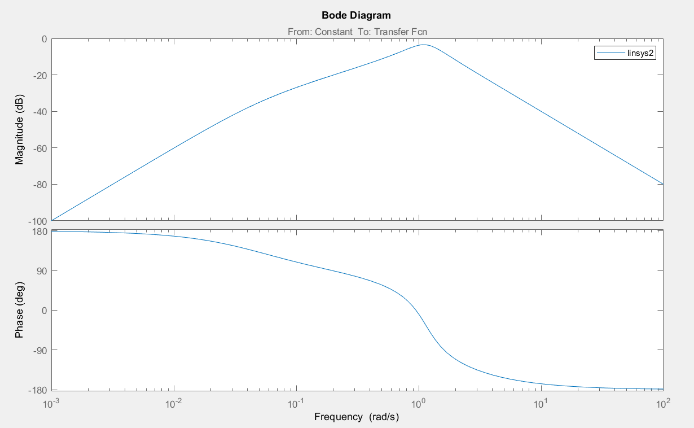 Bode Diagram
From: Constant To: Transfer Fcn
linsys2
Magnitude (dB)
0
-20
-40
-60
-80
-100
Phase (deg)
180
90
0
-90
-180
10^-3
10^-2
10^-1
10^0
10^1
10^2
Frequency (rad/s)